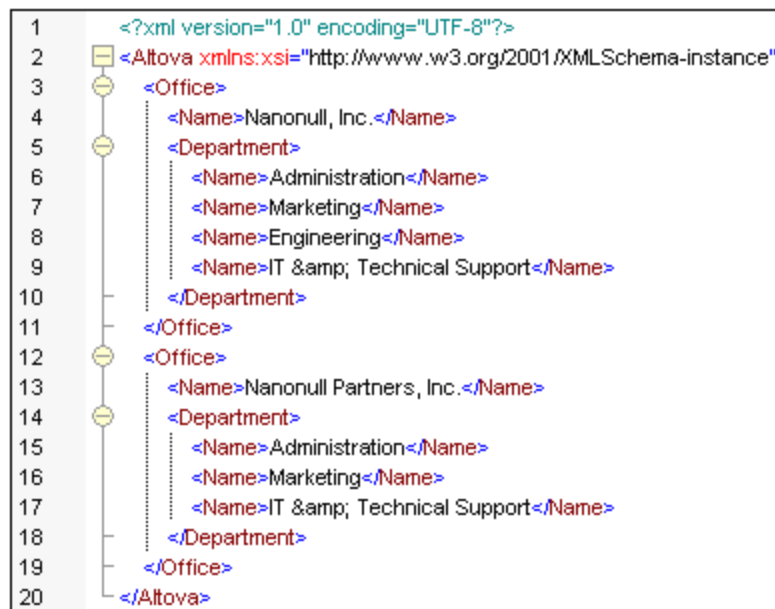 1 <?xml version="1.0" encoding="UTF-8"?>
2 <Altova xmlns:xsi="http://www.w3.org/2001/XMLSchema-instance"
3 <Office>
4 <Name>Nanonull, Inc.</Name>
5 <Department>
6 <Name>Administration</Name>
7 <Name>Marketing</Name>
8 <Name>Engineering</Name>
9 <Name>IT &amp; Technical Support</Name>
10 </Department>
11 </Office>
12 <Office>
13 <Name>Nanonull Partners, Inc.</Name>
14 <Department>
15 <Name>Administration</Name>
16 <Name>Marketing</Name>
17 <Name>IT &amp; Technical Support</Name>
18 </Department>
19 </Office>
20 </Altova>